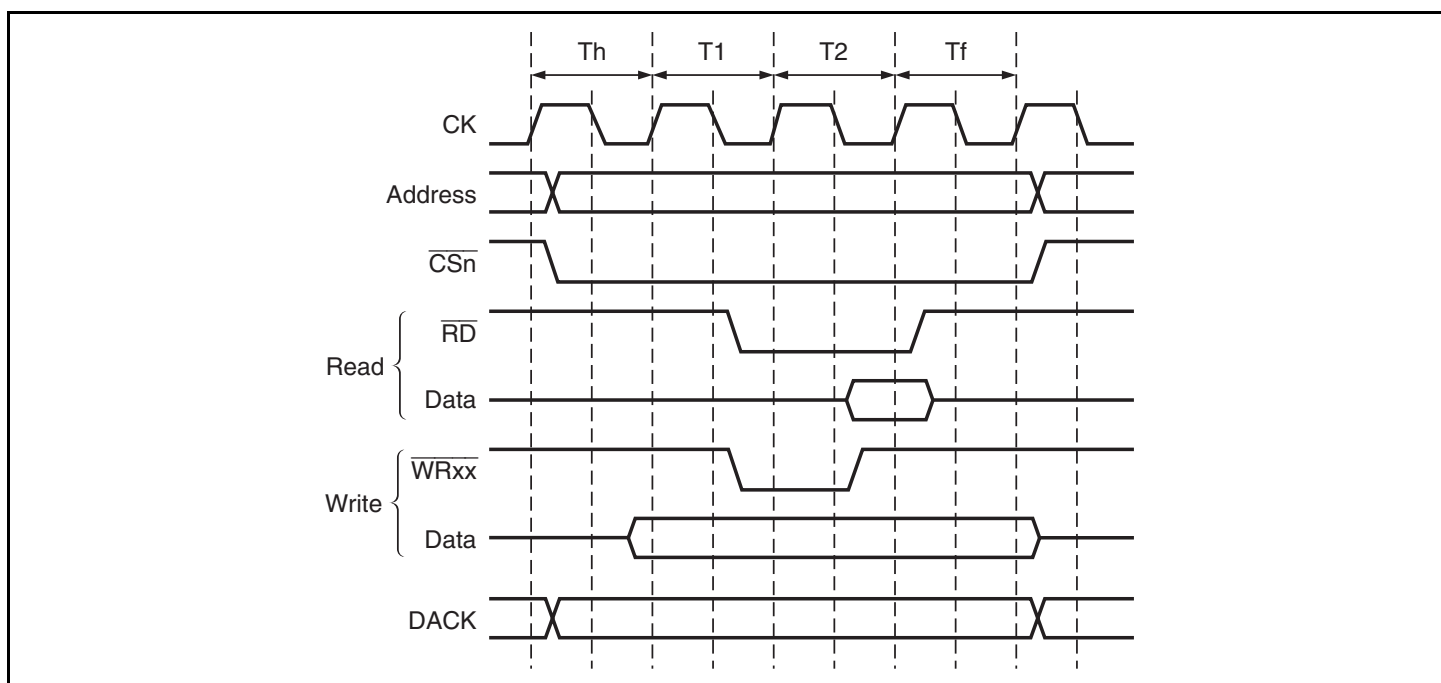 Th T1 T2 Tf
CK
Address
CSn
RD
Read
Data
WRxx
Write
Data
DACK